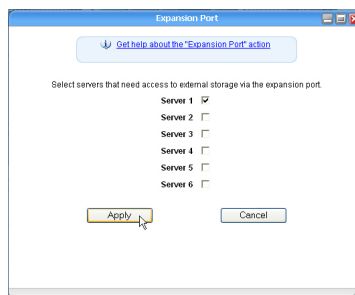 Expansion Port
Get help about the "Expansion Port" action
Select servers that need access to external storage via the expansion port.
Server 1
Server 2
Server 3
Server 4
Server 5
Server 6
Apply Cancel